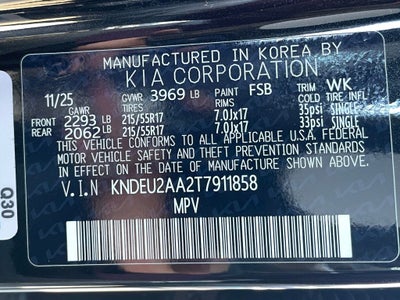 MANUFACTURED IN KOREA BY
KIA CORPORATION
11/25 GVWR 3969 LB PAINT FSB TRIM WK
GAWR TIRES RIMS COLD TIRE INFL.
FRONT 2293 LB 215/55R17 7.0Jx17 35psi SINGLE
REAR 2062 LB 215/55R17 7.0Jx17 33psi SINGLE
THIS VEHICLE CONFORMS TO ALL APPLICABLE U.S.A FEDERAL
MOTOR VEHICLE SAFETY, BUMPER, AND THEFT PREVENTION
STANDARDS IN EFFECT ON THE DATE OF MANUFACTURE SHOWN ABOVE.
V.I.N KNDEU2AA2T7911858
MPV
Q30